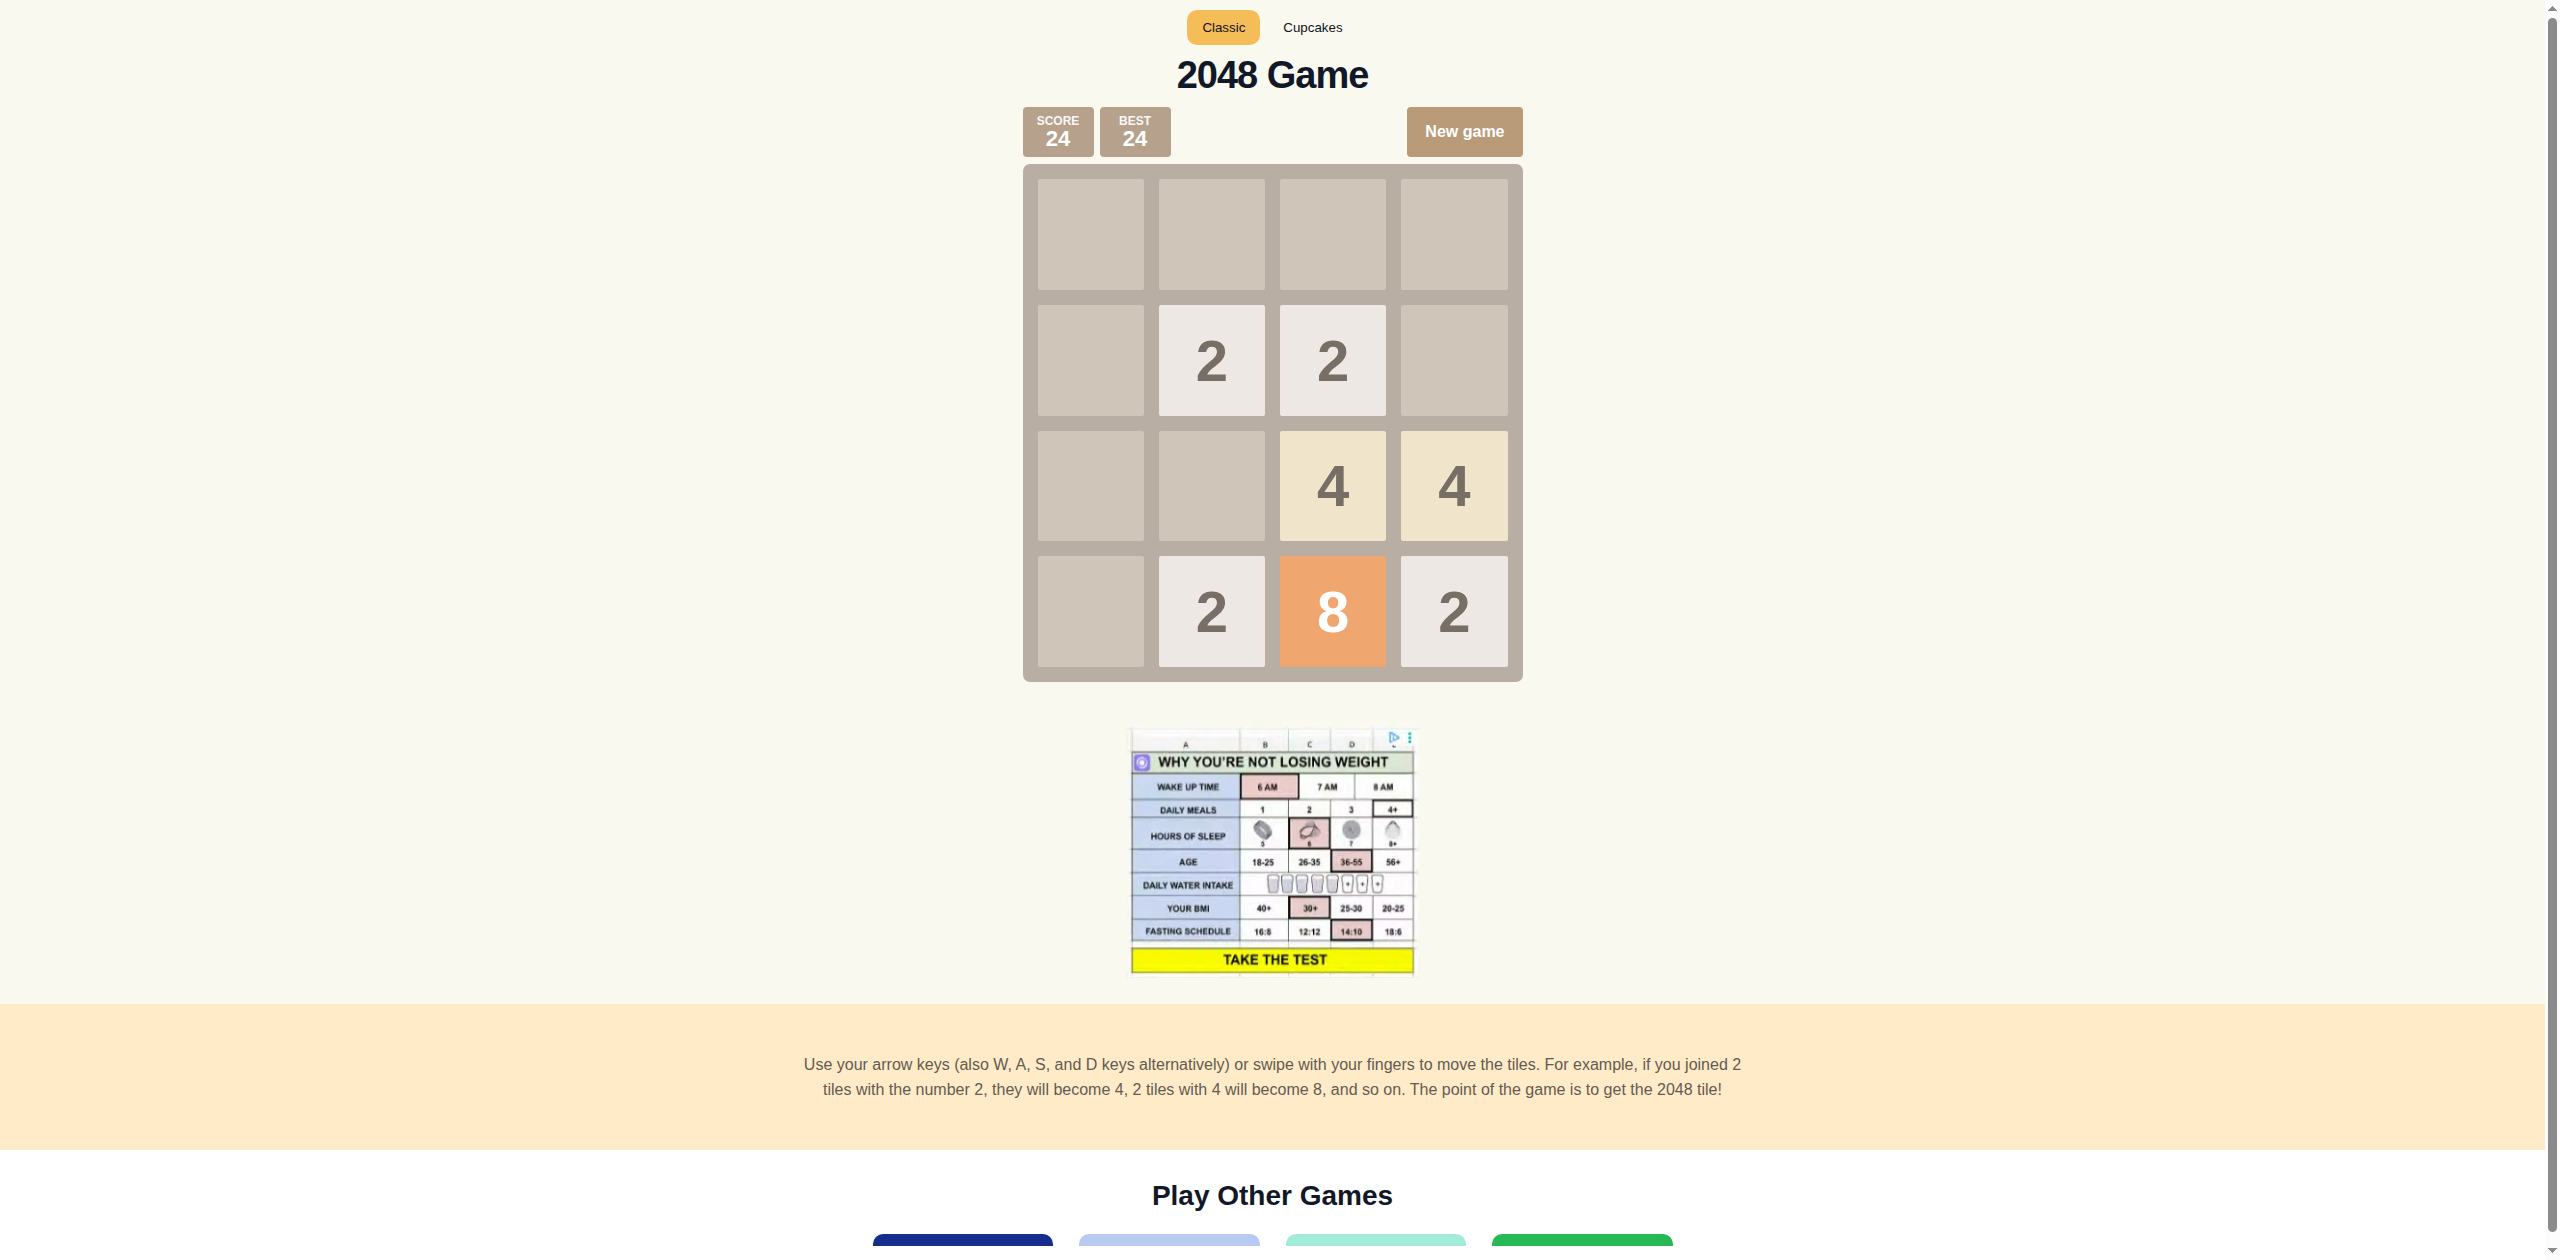 Classic Cupcakes
2048 Game
SCORE BEST
24 24
New game
2 2
4 4
2 8 2
A B C D
WHY YOU'RE NOT LOSING WEIGHT
WAKE UP TIME 6 AM 7 AM 8 AM
DAILY MEALS 1 2 3 4+
HOURS OF SLEEP 5 6 7 8+
AGE 18-25 26-35 36-55 56+
DAILY WATER INTAKE
YOUR BMI 40+ 30+ 25-30 20-25
FASTING SCHEDULE 16:8 12:12 14:10 18:6
TAKE THE TEST
Use your arrow keys (also W, A, S, and D keys alternatively) or swipe with your fingers to move the tiles. For example, if you joined 2
tiles with the number 2, they will become 4, 2 tiles with 4 will become 8, and so on. The point of the game is to get the 2048 tile!
Play Other Games